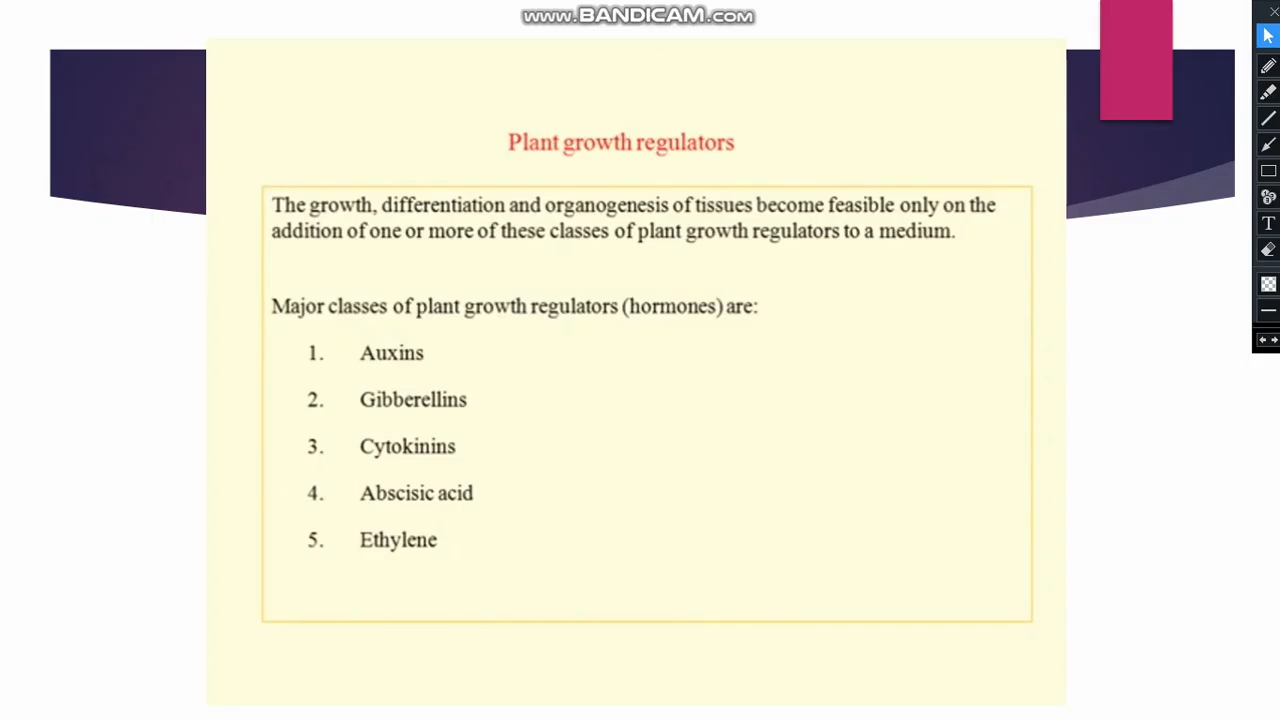 www.BANDICAM.com
Plant growth regulators
The growth, differentiation and organogenesis of tissues become feasible only on the
addition of one or more of these classes of plant growth regulators to a medium.
Major classes of plant growth regulators (hormones) are:
1. Auxins
2. Gibberellins
3. Cytokinins
4. Abscisic acid
5. Ethylene
T